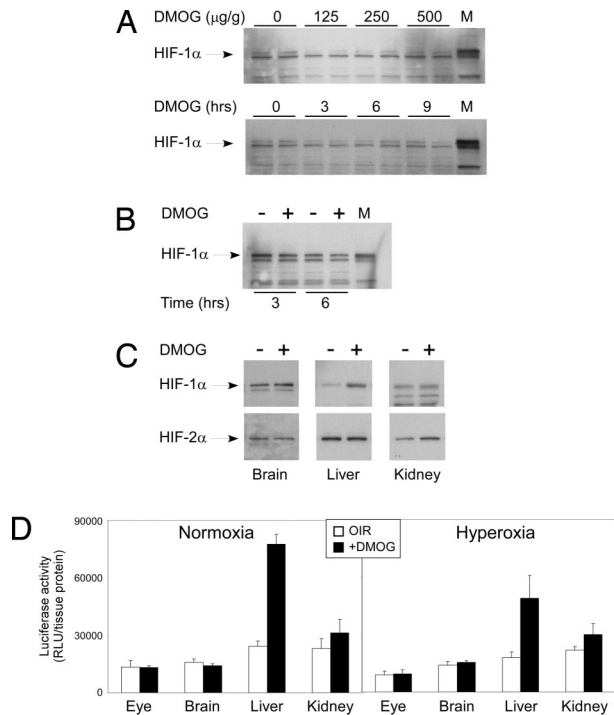 A
DMOG (µg/g) 0 125 250 500 M
HIF-1α
DMOG (hrs) 0 3 6 9 M
HIF-1α
B
DMOG - + - + M
HIF-1α
Time (hrs) 3 6
C
DMOG - + - + - +
HIF-1α
HIF-2α
Brain Liver Kidney
D
90000
60000
30000
0
Luciferase activity
(RLU/tissue protein)
Normoxia
OIR
+DMOG
Hyperoxia
Eye Brain Liver Kidney Eye Brain Liver Kidney